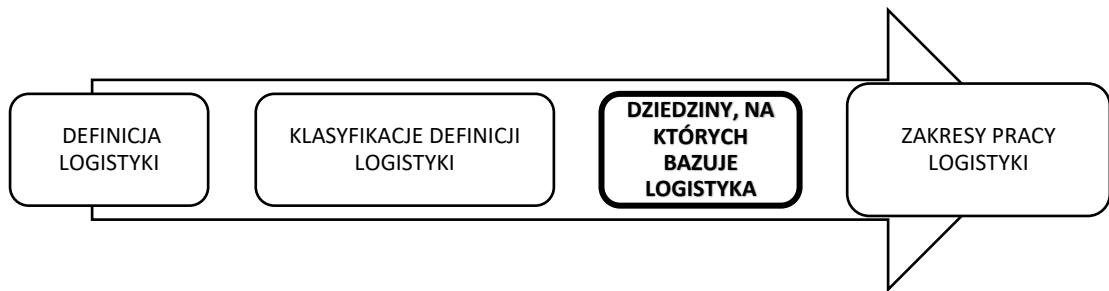 DEFINICJA
LOGISTYKI
KLASYFIKACJE DEFINICJI
LOGISTYKI
DZIEDZINY, NA
KTÓRYCH
BAZUJE
LOGISTYKA
ZAKRESY PRACY
LOGISTYKI